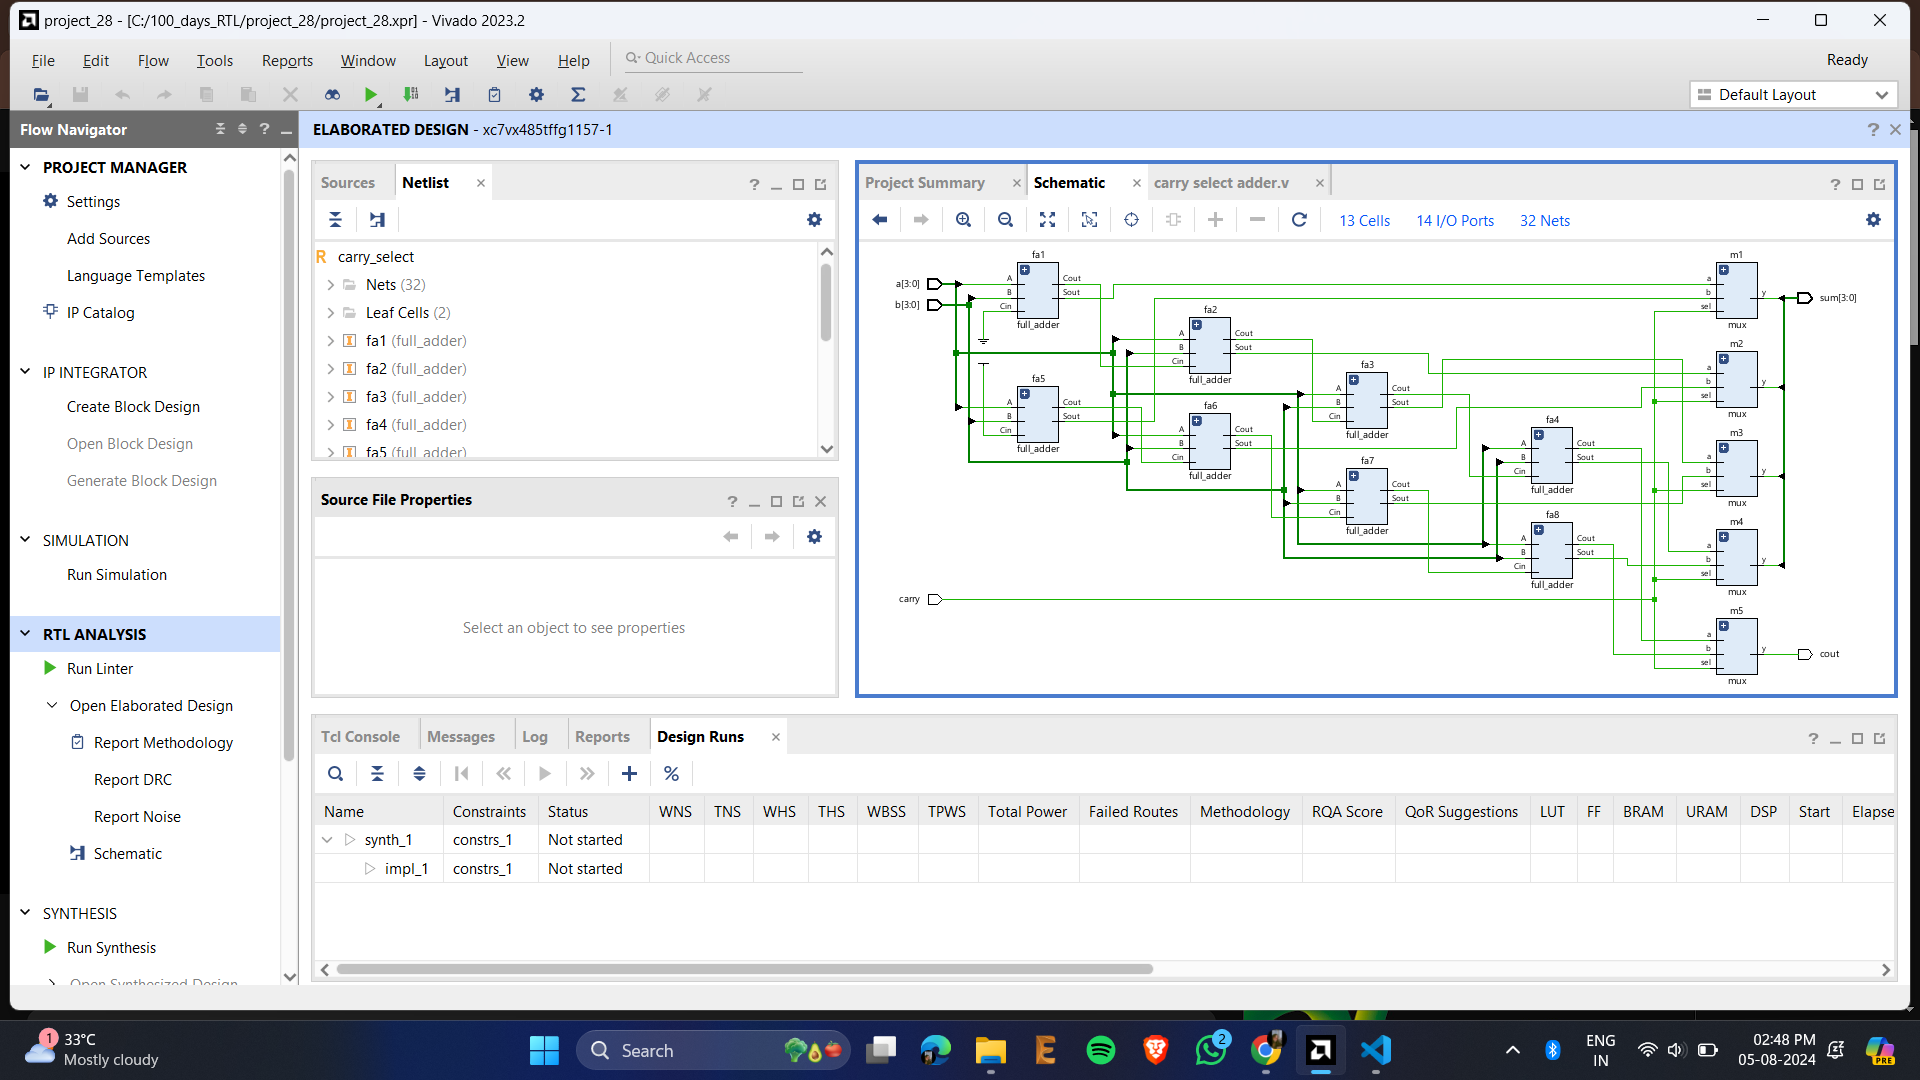 project_28 - [C:/100_days_RTL/project_28/project_28.xpr] - Vivado 2023.2
File Edit Flow Tools Reports Window Layout View Help Quick Access Ready
Default Layout
Flow Navigator
ELABORATED DESIGN - xc7vx485tffg1157-1
PROJECT MANAGER
Settings
Add Sources
Language Templates
IP Catalog
IP INTEGRATOR
Create Block Design
Open Block Design
Generate Block Design
SIMULATION
Run Simulation
RTL ANALYSIS
Run Linter
Open Elaborated Design
Report Methodology
Report DRC
Report Noise
Schematic
SYNTHESIS
Run Synthesis
Open Synthesized Design
Sources Netlist
R carry_select
Nets (32)
Leaf Cells (2)
fa1 (full_adder)
fa2 (full_adder)
fa3 (full_adder)
fa4 (full_adder)
fa5 (full_adder)
Source File Properties
Select an object to see properties
Project Summary Schematic carry select adder.v
13 Cells 14 I/O Ports 32 Nets
a[3:0]
b[3:0]
carry
fa1
A
B
Cin
Cout
Sout
full_adder
fa5
A
B
Cin
Cout
Sout
full_adder
fa2
A
B
Cin
Cout
Sout
full_adder
fa6
A
B
Cin
Cout
Sout
full_adder
fa3
A
B
Cin
Cout
Sout
full_adder
fa7
A
B
Cin
Cout
Sout
full_adder
fa4
A
B
Cin
Cout
Sout
full_adder
fa8
A
B
Cin
Cout
Sout
full_adder
m1
a
b
sel
y
mux
m2
a
b
sel
y
mux
m3
a
b
sel
y
mux
m4
a
b
sel
y
mux
m5
a
b
sel
y
mux
sum[3:0]
cout
Tcl Console Messages Log Reports Design Runs
Name Constraints Status WNS TNS WHS THS WBSS TPWS Total Power Failed Routes Methodology RQA Score QoR Suggestions LUT FF BRAM URAM DSP Start Elapse
synth_1 constrs_1 Not started
impl_1 constrs_1 Not started
1
33°C
Mostly cloudy
Search
2
ENG
IN
02:48 PM
05-08-2024
PRE